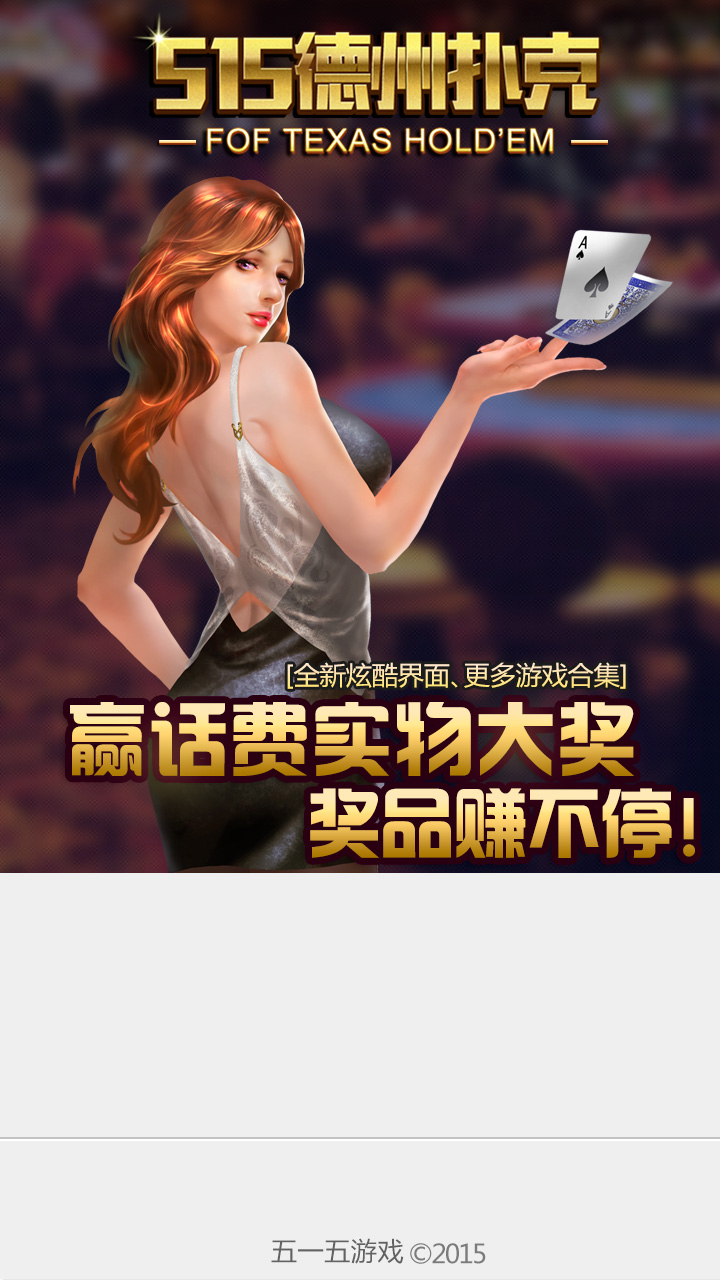 515德州扑克
FOF TEXAS HOLD'EM
A
[全新炫酷界面、更多游戏合集]
赢话费实物大奖
奖品赚不停!
五一五游戏 ©2015